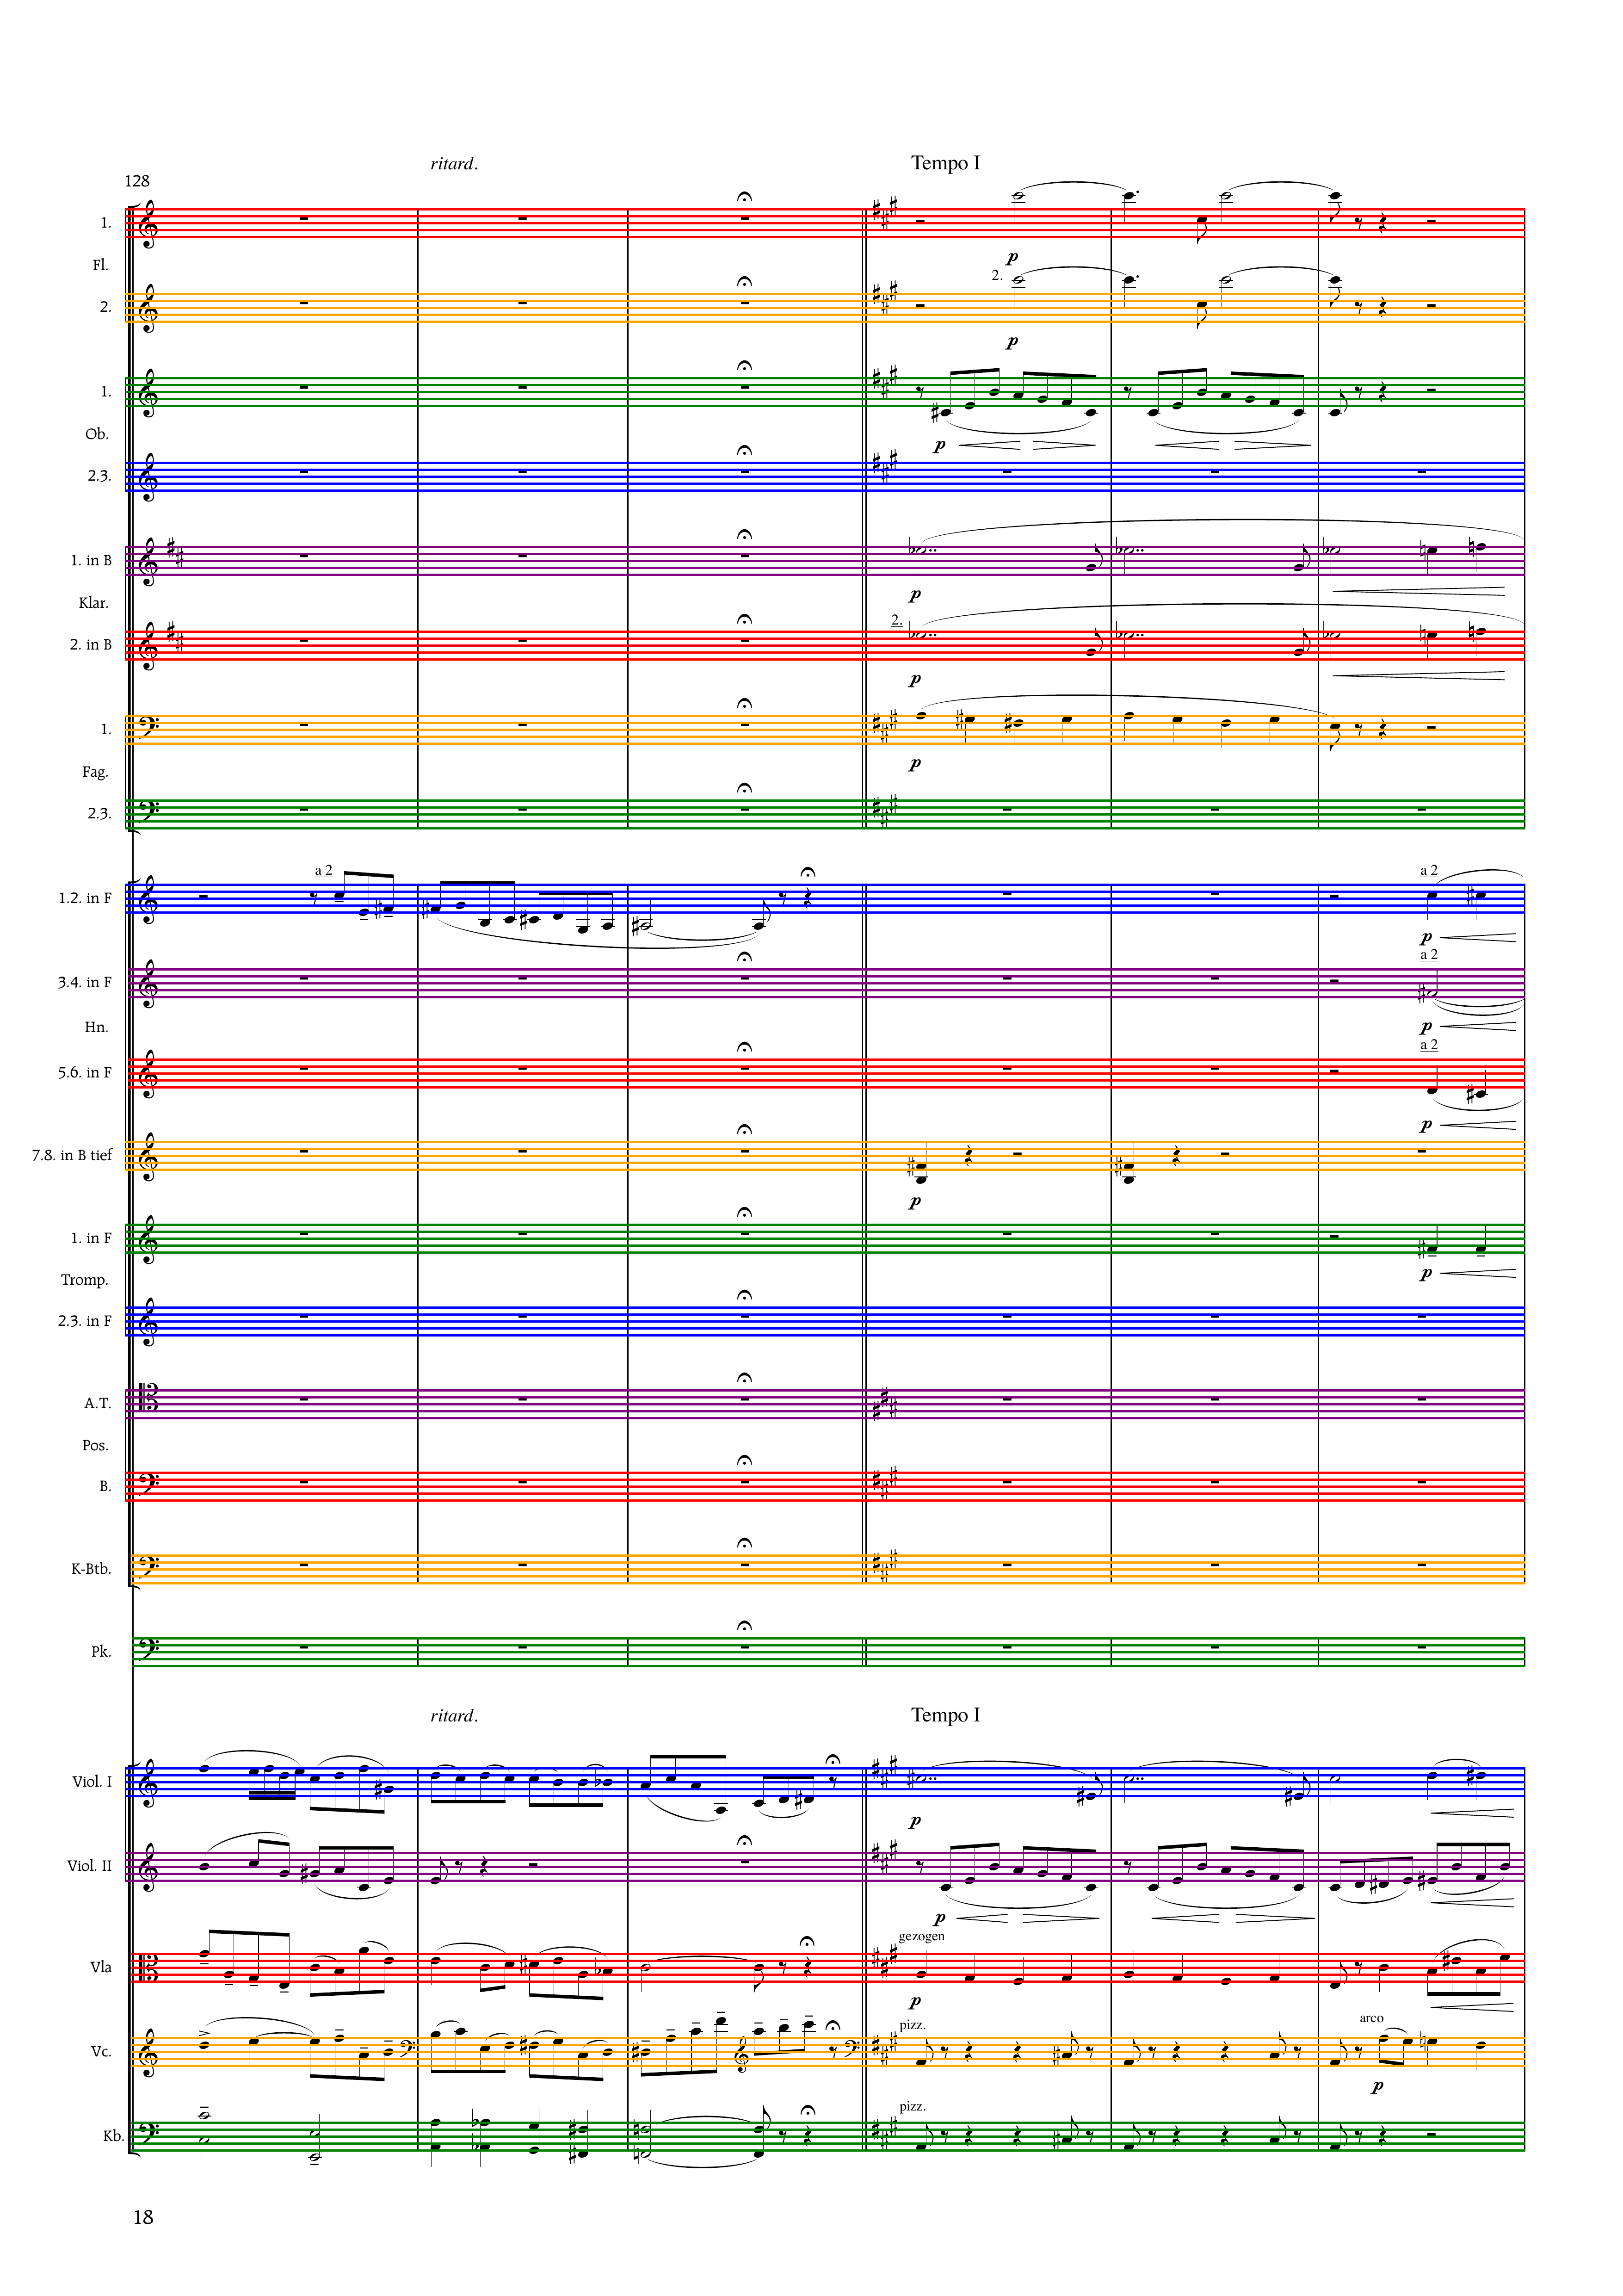 ritard.
Tempo I
128
1.
Fl.
p
2.
2.
p
1.
Ob.
p
2.3.
1. in B
Klar.
p
2.
2. in B
p
1.
Fag.
p
2.3.
a 2
a 2
1.2. in F
p
a 2
3.4. in F
Hn.
p
a 2
5.6. in F
p
7.8. in B tief
p
1. in F
Tromp.
p
2.3. in F
A.T.
Pos.
B.
K-Btb.
Pk.
ritard.
Tempo I
Viol. I
p
Viol. II
p
gezogen
Vla
p
arco
pizz.
Vc.
p
pizz.
Kb.
18